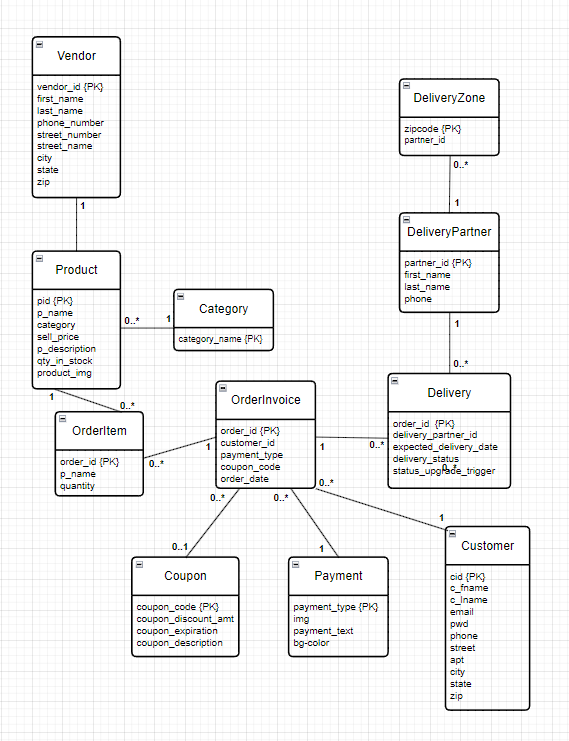 Vendor
vendor_id {PK}
first_name
last_name
phone_number
street_number
street_name
city
state
zip
1
DeliveryZone
zipcode {PK}
partner_id
0..*
1
DeliveryPartner
partner_id {PK}
first_name
last_name
phone
1
0..*
Product
pid {PK}
p_name
category
sell_price
p_description
qty_in_stock
product_img
0..*
1
Category
category_name {PK}
1
0..*
OrderItem
order_id {PK}
p_name
quantity
0..*
1
OrderInvoice
order_id {PK}
customer_id
payment_type
coupon_code
order_date
1
0..*
Delivery
order_id {PK}
delivery_partner_id
expected_delivery_date
delivery_status
0..*
status_upgrade_trigger
0..*
0..*
0..*
0..1
1
1
Coupon
coupon_code {PK}
coupon_discount_amt
coupon_expiration
coupon_description
Payment
payment_type {PK}
img
payment_text
bg-color
Customer
cid {PK}
c_fname
c_lname
email
pwd
phone
street
apt
city
state
zip